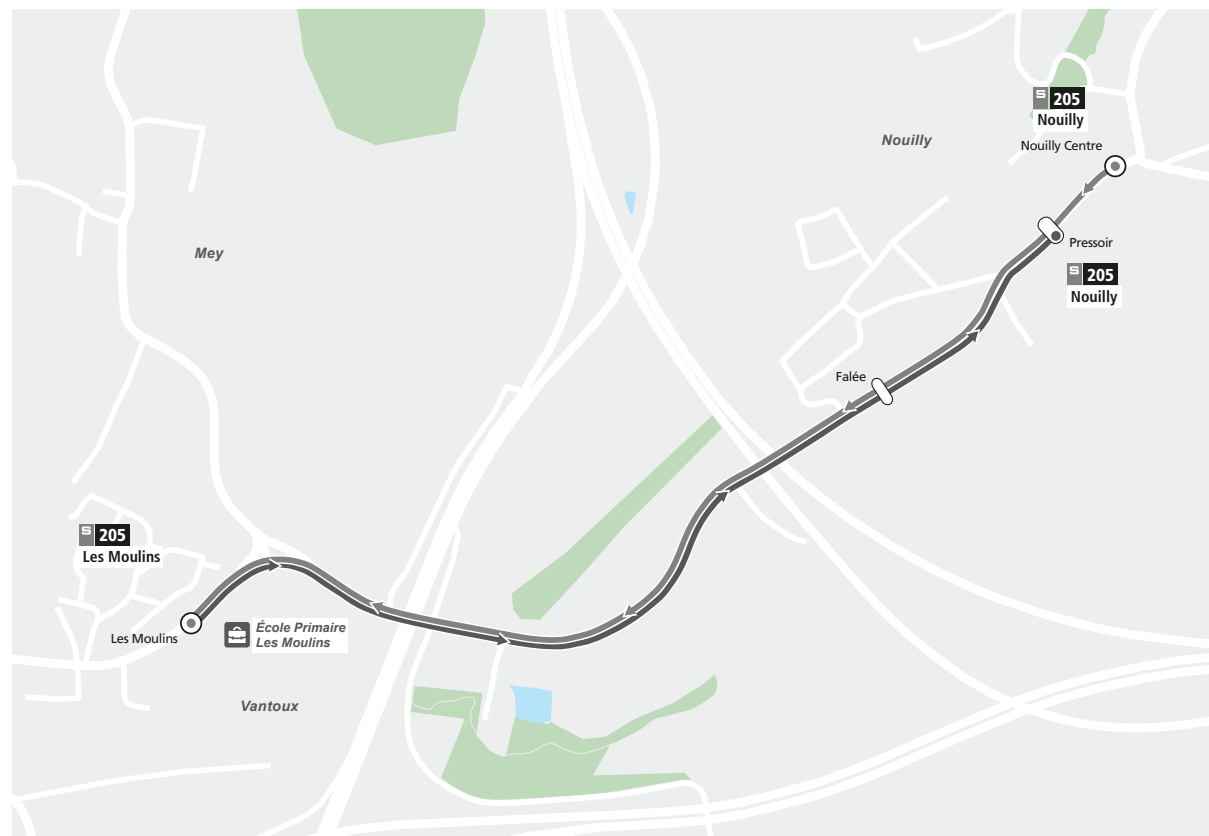 S 205
Nouilly
Nouilly Centre
Nouilly
Pressoir
S 205
Nouilly
Mey
Falée
S 205
Les Moulins
Les Moulins
École Primaire
Les Moulins
Vantoux